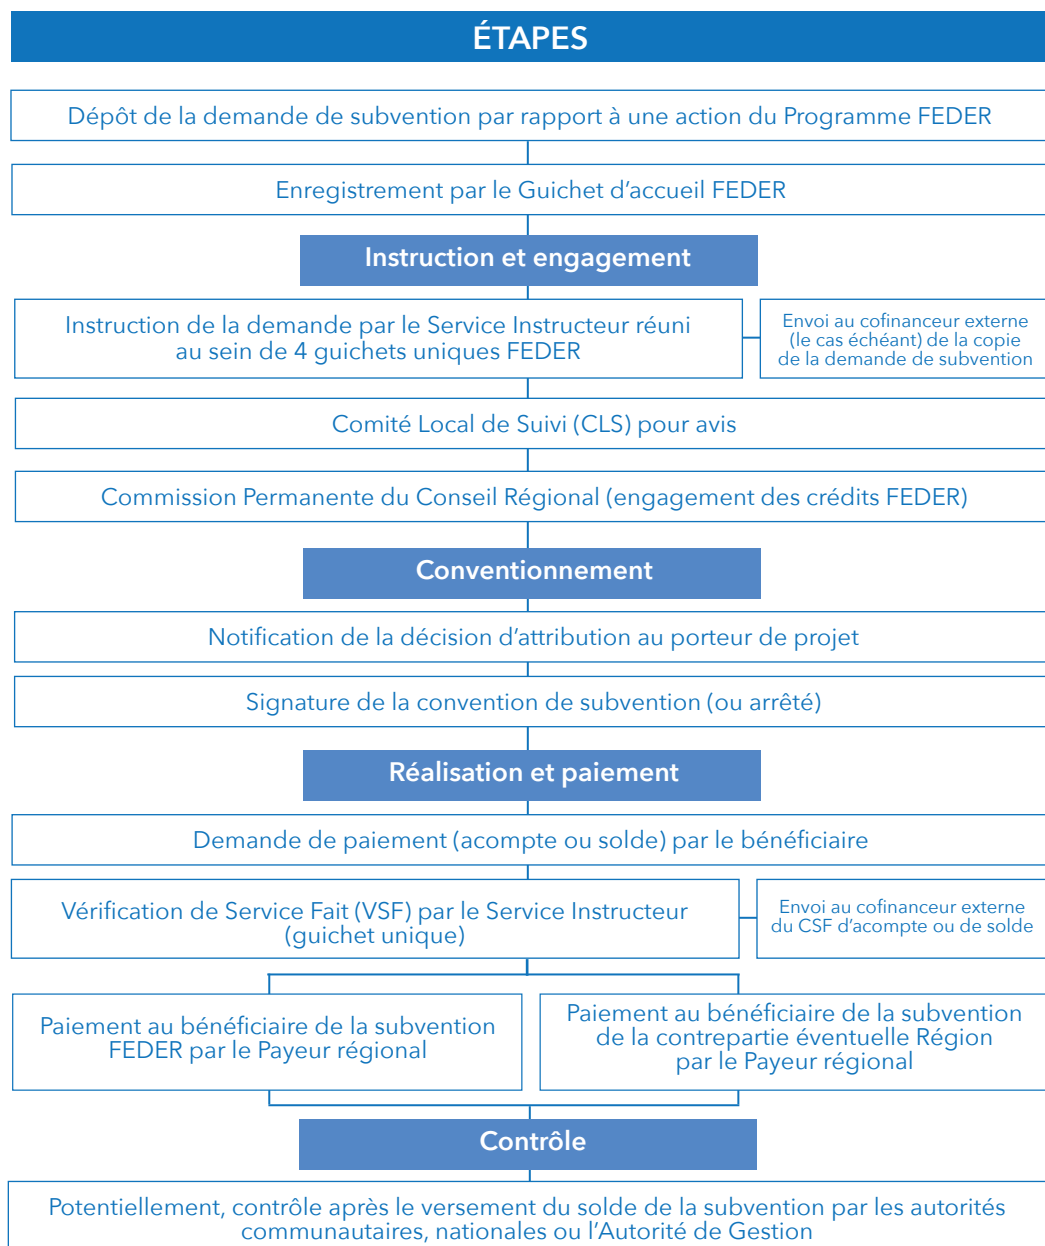 ÉTAPES
Dépôt de la demande de subvention par rapport à une action du Programme FEDER
Enregistrement par le Guichet d’accueil FEDER
Instruction et engagement
Instruction de la demande par le Service Instructeur réuni
au sein de 4 guichets uniques FEDER
Envoi au cofinanceur externe
(le cas échéant) de la copie
de la demande de subvention
Comité Local de Suivi (CLS) pour avis
Commission Permanente du Conseil Régional (engagement des crédits FEDER)
Conventionnement
Notification de la décision d’attribution au porteur de projet
Signature de la convention de subvention (ou arrêté)
Réalisation et paiement
Demande de paiement (acompte ou solde) par le bénéficiaire
Vérification de Service Fait (VSF) par le Service Instructeur
(guichet unique)
Envoi au cofinanceur externe
du CSF d’acompte ou de solde
Paiement au bénéficiaire de la subvention
FEDER par le Payeur régional
Paiement au bénéficiaire de la subvention
de la contrepartie éventuelle Région
par le Payeur régional
Contrôle
Potentiellement, contrôle après le versement du solde de la subvention par les autorités
communautaires, nationales ou l’Autorité de Gestion